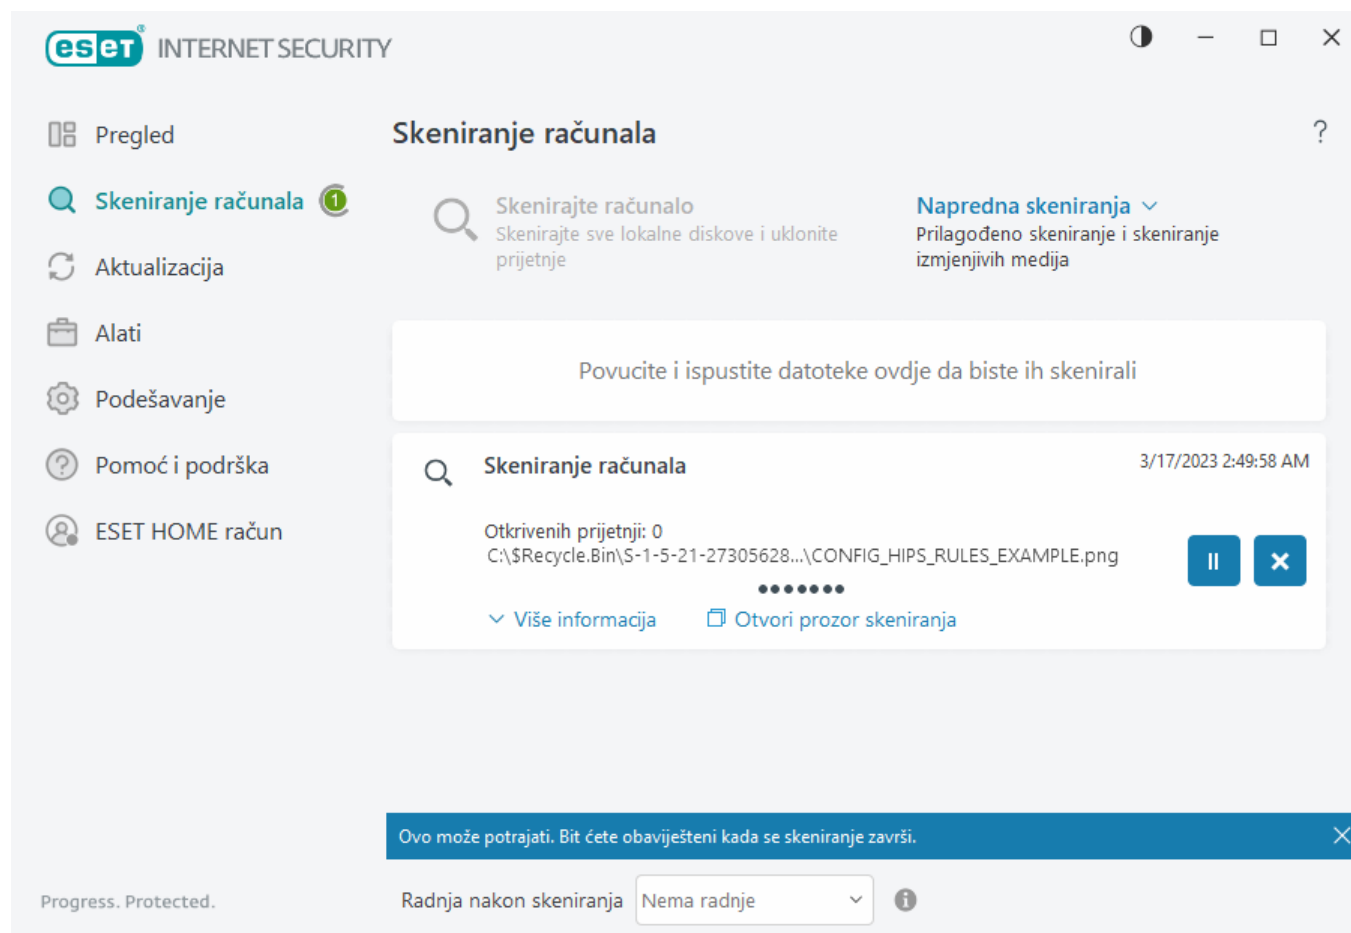 eset® INTERNET SECURITY
Pregled
Skeniranje računala 1
Aktualizacija
Alati
Podešavanje
Pomoć i podrška
ESET HOME račun
Progress. Protected.
Skeniranje računala
?
Skenirajte računalo
Skenirajte sve lokalne diskove i uklonite
prijetnje
Napredna skeniranja
Prilagođeno skeniranje i skeniranje
izmjenjivih medija
Povucite i ispustite datoteke ovdje da biste ih skenirali
Skeniranje računala
3/17/2023 2:49:58 AM
Otkrivenih prijetnji: 0
C:\$Recycle.Bin\S-1-5-21-27305628...\CONFIG_HIPS_RULES_EXAMPLE.png
Više informacija
Otvori prozor skeniranja
Ovo može potrajati. Bit ćete obaviješteni kada se skeniranje završi.
Radnja nakon skeniranja
Nema radnje